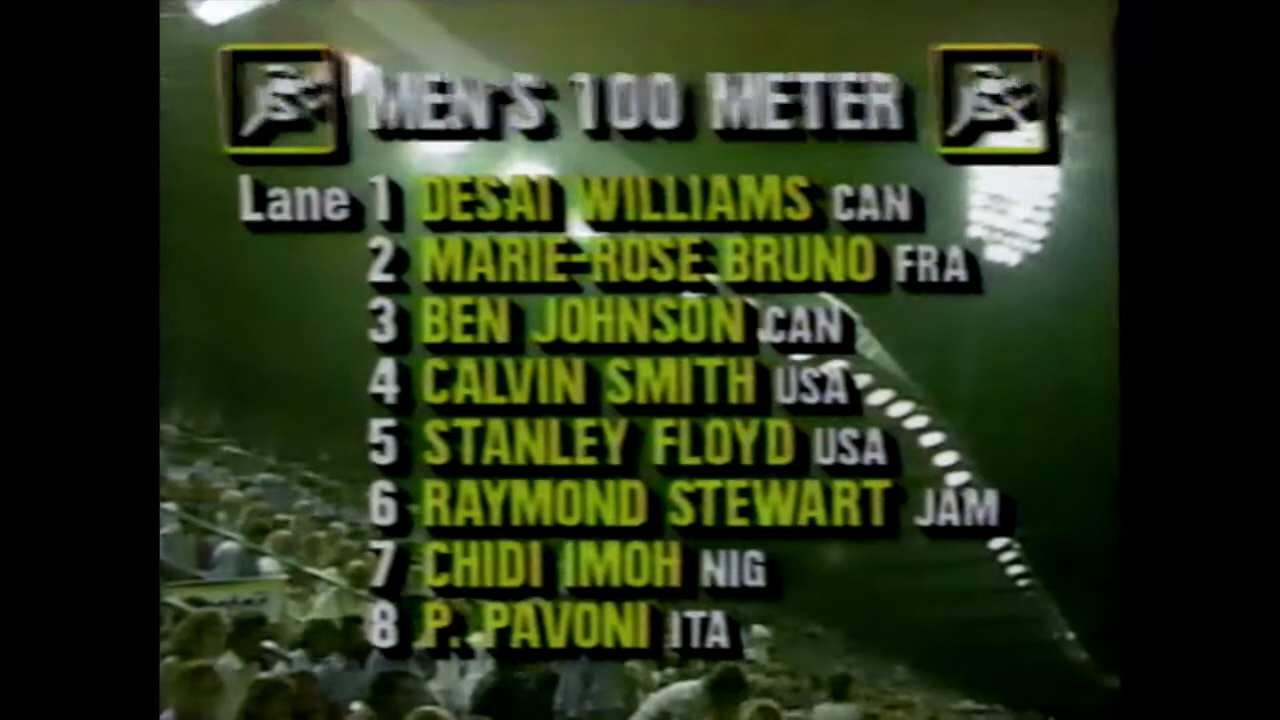 MEN'S 100 METER
Lane 1 DESAI WILLIAMS CAN
2 MARIE-ROSE BRUNO FRA
3 BEN JOHNSON CAN
4 CALVIN SMITH USA
5 STANLEY FLOYD USA
6 RAYMOND STEWART JAM
7 CHIDI IMOH NIG
8 P. PAVONI ITA